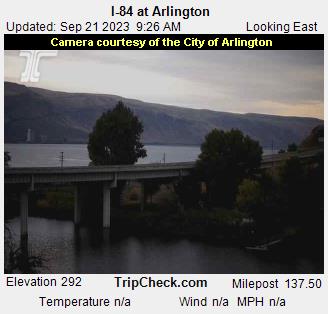 I-84 at Arlington
Updated: Sep 21 2023 9:26 AM Looking East
Camera courtesy of the City of Arlington
Elevation 292 TripCheck.com Milepost 137.50
Temperature n/a Wind n/a MPH n/a